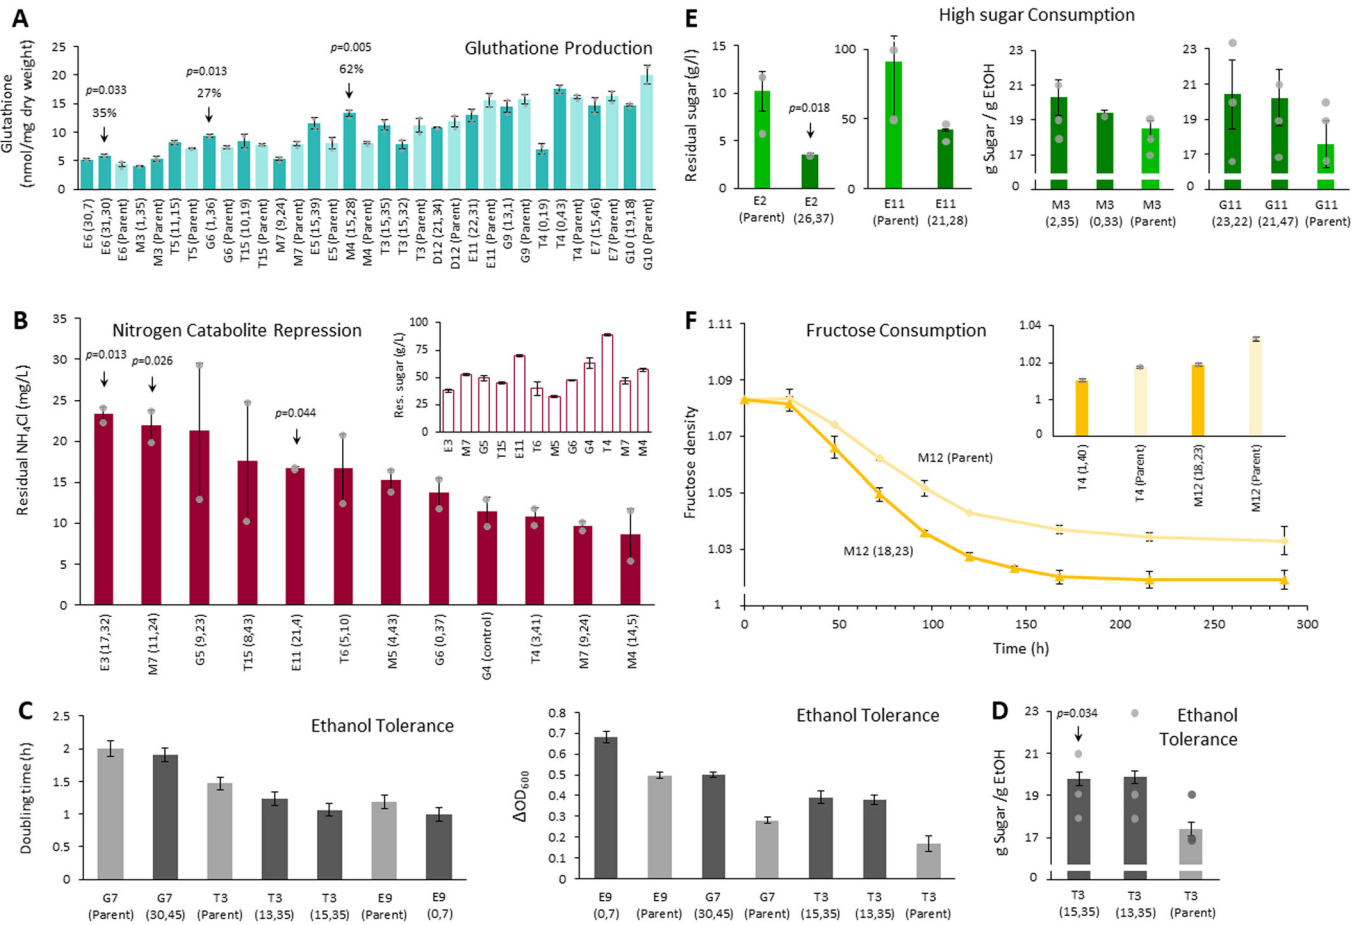 A
Gluthatione Production
Glutathione
(nmol/mg dry weight)
25
20
15
10
5
0
p=0.033
35%
p=0.013
27%
p=0.005
62%
E6 (30,7)
E6 (31,30)
E6 (Parent)
M3 (1,35)
M3 (Parent)
T5 (11,15)
T5 (Parent)
G6 (1,36)
G6 (Parent)
T15 (10,19)
T15 (Parent)
M7 (9,24)
M7 (Parent)
E5 (15,39)
E5 (Parent)
M4 (15,28)
M4 (Parent)
T3 (15,35)
T3 (15,32)
T3 (Parent)
D12 (21,34)
D12 (Parent)
E11 (22,31)
E11 (Parent)
G9 (13,1)
G9 (Parent)
T4 (0,19)
T4 (0,43)
T4 (Parent)
E7 (15,46)
E7 (Parent)
G10 (19,18)
G10 (Parent)
B
Nitrogen Catabolite Repression
Residual NH4Cl (mg/L)
35
30
25
20
15
10
5
0
p=0.013
p=0.026
p=0.044
E3 (17,32)
M7 (11,24)
G5 (9,23)
T15 (8,43)
E11 (21,4)
T6 (5,10)
M5 (4,43)
G6 (0,37)
G4 (control)
T4 (3,41)
M7 (9,24)
M4 (14,5)
Res. sugar (g/L)
100
75
50
25
0
E3
M7
G5
T15
E11
T6
M5
G6
G4
T4
M7
M4
C
Ethanol Tolerance
Doubling time (h)
2.5
2
1.5
1
0.5
0
G7
(Parent)
G7
(30,45)
T3
(Parent)
T3
(13,35)
T3
(15,35)
E9
(Parent)
E9
(0,7)
Ethanol Tolerance
ΔOD600
0.8
0.7
0.6
0.5
0.4
0.3
0.2
0.1
0
E9
(0,7)
E9
(Parent)
G7
(30,45)
G7
(Parent)
T3
(15,35)
T3
(13,35)
T3
(Parent)
D
Ethanol
Tolerance
p=0.034
g Sugar /g EtOH
23
21
19
17
0
T3
(15,35)
T3
(13,35)
T3
(Parent)
E
High sugar Consumption
Residual sugar (g/l)
15
10
5
0
p=0.018
E2
(Parent)
E2
(26,37)
100
50
0
E11
(Parent)
E11
(21,28)
g Sugar / g EtOH
23
21
19
17
0
M3
(2,35)
M3
(0,33)
M3
(Parent)
23
21
19
17
0
G11
(23,22)
G11
(21,47)
G11
(Parent)
F
Fructose Consumption
Fructose density
1.11
1.09
1.07
1.05
1.03
1
0
50
100
150
200
250
300
Time (h)
M12 (Parent)
M12 (18,23)
1.04
1.02
1
0
T4 (1,40)
T4 (Parent)
M12 (18,23)
M12 (Parent)